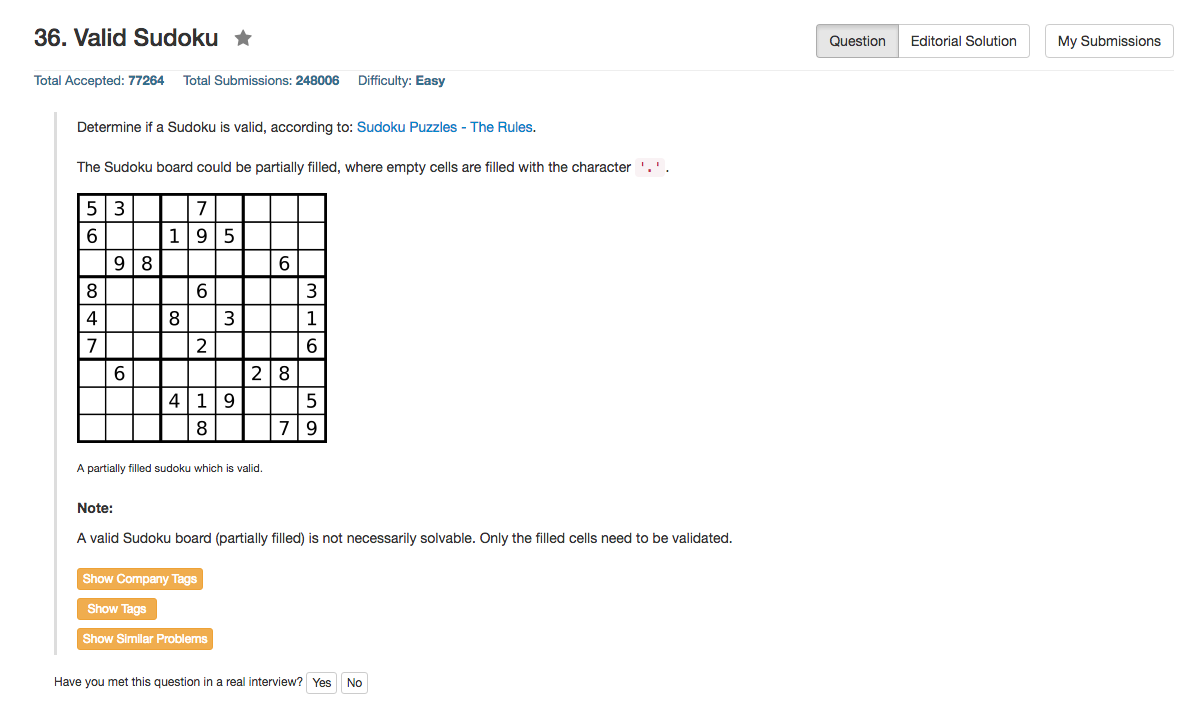 36. Valid Sudoku
Question Editorial Solution My Submissions
Total Accepted: 77264 Total Submissions: 248006 Difficulty: Easy
Determine if a Sudoku is valid, according to: Sudoku Puzzles - The Rules.
The Sudoku board could be partially filled, where empty cells are filled with the character '.'.
5 3 7
6 1 9 5
9 8 6
8 6 3
4 8 3 1
7 2 6
6 2 8
4 1 9 5
8 7 9
A partially filled sudoku which is valid.
Note:
A valid Sudoku board (partially filled) is not necessarily solvable. Only the filled cells need to be validated.
Show Company Tags
Show Tags
Show Similar Problems
Have you met this question in a real interview? Yes No